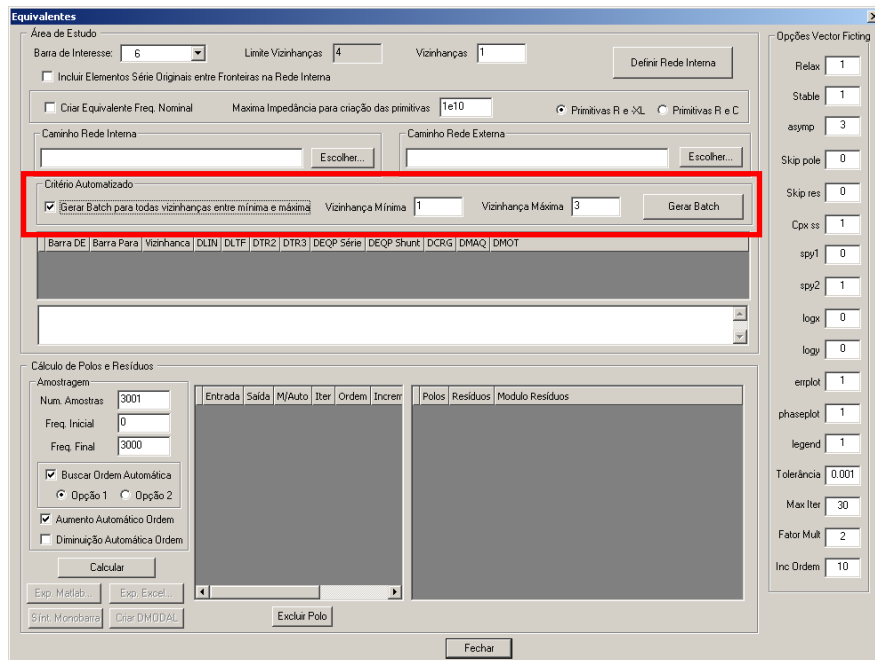 Equivalentes
Área de Estudo
Barra de Interesse: 6 Limite Vizinhanças 4 Vizinhanças 1 Definir Rede Interna
Incluir Elementos Série Originais entre Fronteiras na Rede Interna
Criar Equivalente Freq. Nominal Maxima Impedância para criação das primitivas 1e10 Primitivas R e XL Primitivas R e C
Caminho Rede Interna Caminho Rede Externa
Escolher... Escolher...
Critério Automatizado
Gerar Batch para todas vizinhanças entre mínima e máxima Vizinhança Mínima 1 Vizinhança Máxima 3 Gerar Batch
Barra DE Barra Para Vizinhanca DLIN DLTF DTR2 DTR3 DEQP Série DEQP Shunt DCRG DMAQ DMOT
Cálculo de Polos e Resíduos
Amostragem
Num. Amostras 3001
Freq. Inicial 0
Freq. Final 3000
Buscar Ordem Automática
Opção 1 Opção 2
Aumento Automático Ordem
Diminuição Automática Ordem
Calcular
Exp. Matlab... Exp. Excel...
Sínt. Monobarra Criar DMODAL
Entrada Saída M/Auto Iter Ordem Increm
Excluir Polo
Polos Resíduos Modulo Resíduos
Opções Vector Ficting
Relax 1
Stable 1
asymp 3
Skip pole 0
Skip res 0
Cpx ss 1
spy1 0
spy2 1
logx 0
logy 0
errplot 1
phaseplot 1
legend 1
Tolerância 0.001
Max Iter 30
Fator Mult 2
Inc Ordem 10
Fechar